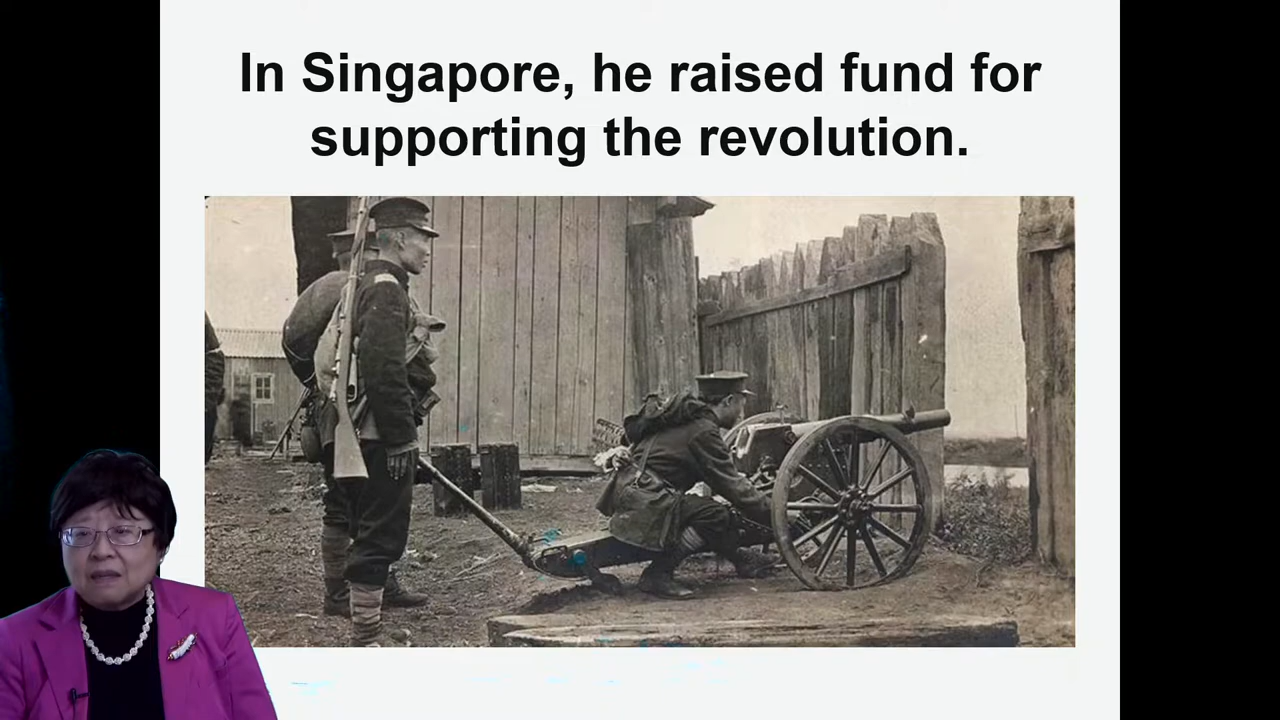 In Singapore, he raised fund for
supporting the revolution.